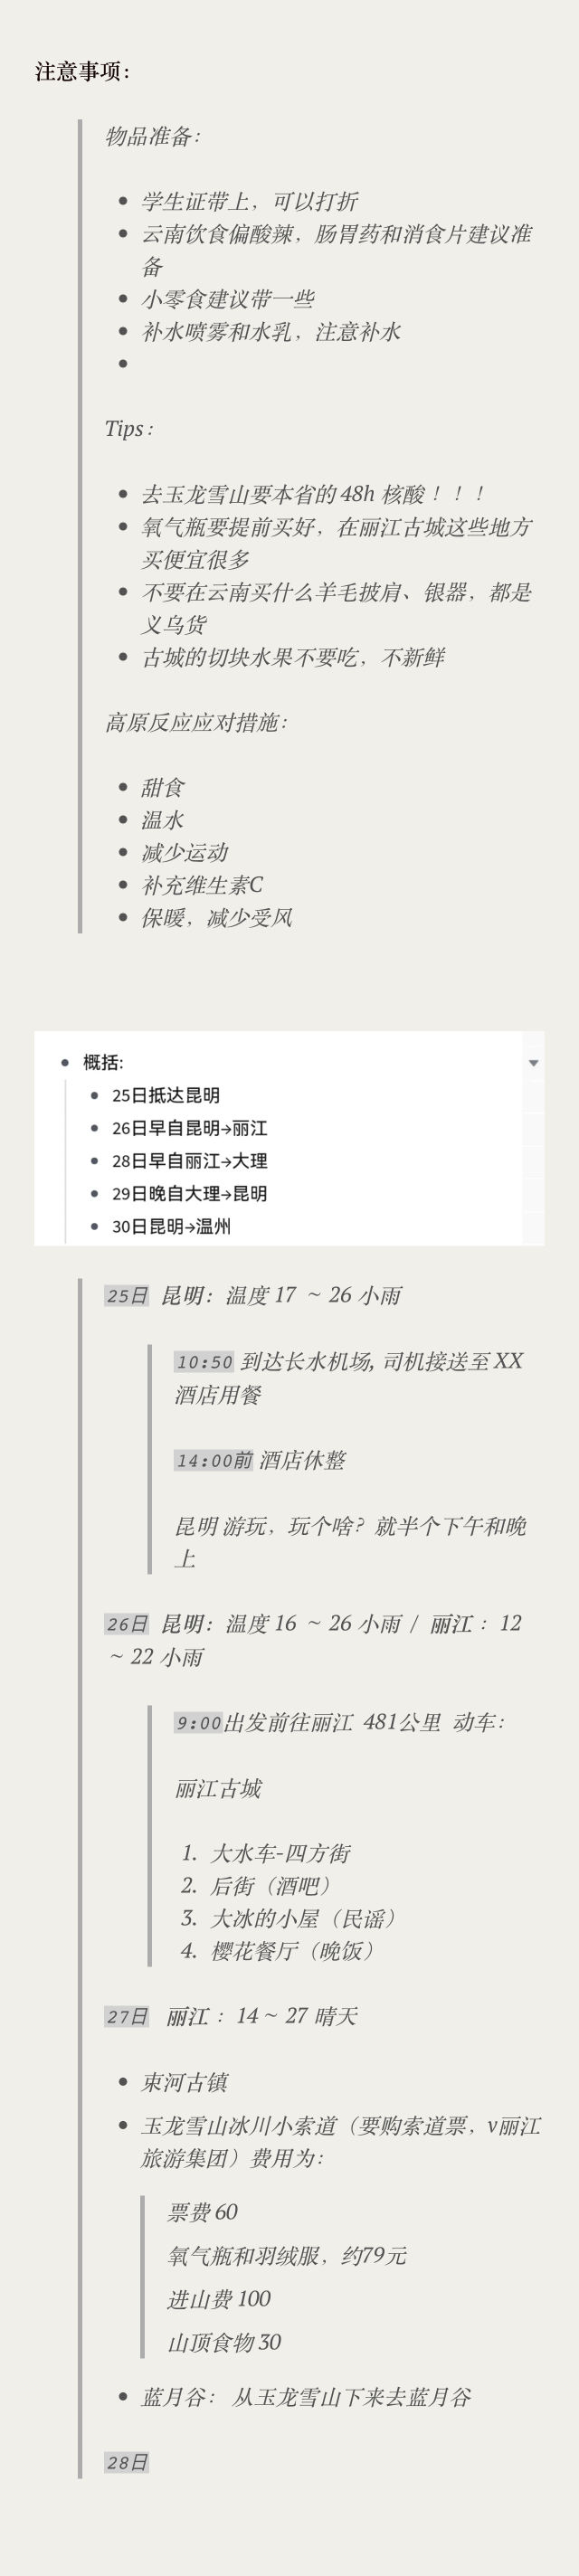 注意事项：
物品准备：
学生证带上，可以打折
云南饮食偏酸辣，肠胃药和消食片建议准
备
小零食建议带一些
补水喷雾和水乳，注意补水
Tips：
去玉龙雪山要本省的 48h 核酸！！！
氧气瓶要提前买好，在丽江古城这些地方
买便宜很多
不要在云南买什么羊毛披肩、银器，都是
义乌货
古城的切块水果不要吃，不新鲜
高原反应应对措施：
甜食
温水
减少运动
补充维生素C
保暖，减少受风
概括:
25日抵达昆明
26日早自昆明→丽江
28日早自丽江→大理
29日晚自大理→昆明
30日昆明→温州
25日 昆明：温度 17 ~ 26 小雨
10:50 到达长水机场, 司机接送至 XX
酒店用餐
14:00前 酒店休整
昆明 游玩，玩个啥？就半个下午和晚
上
26日 昆明：温度 16 ~ 26 小雨 / 丽江：12
~ 22 小雨
9:00出发前往丽江 481公里 动车：
丽江古城
1. 大水车-四方街
2. 后街（酒吧）
3. 大冰的小屋（民谣）
4. 樱花餐厅（晚饭）
27日 丽江：14 ~ 27 晴天
束河古镇
玉龙雪山冰川小索道（要购索道票，v丽江
旅游集团）费用为：
票费 60
氧气瓶和羽绒服，约79元
进山费 100
山顶食物 30
蓝月谷： 从玉龙雪山下来去蓝月谷
28日